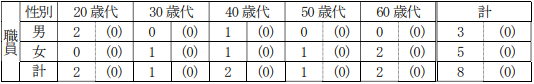 職員 性別 20歳代 30歳代 40歳代 50歳代 60歳代 計
男 2 (0) 0 (0) 1 (0) 0 (0) 0 (0) 3 (0)
女 0 (0) 1 (0) 1 (0) 1 (0) 2 (0) 5 (0)
計 2 (0) 1 (0) 2 (0) 1 (0) 2 (0) 8 (0)